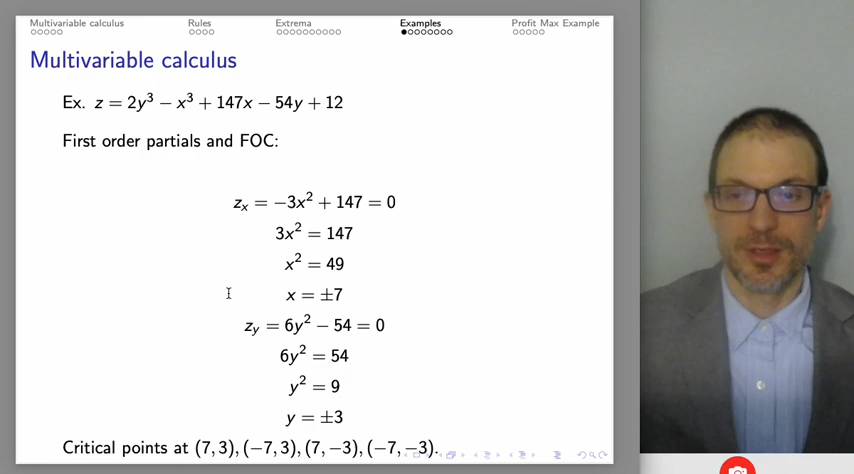 Multivariable calculus Rules Extrema Examples Profit Max Example
Multivariable calculus
Ex. z = 2y³ − x³ + 147x − 54y + 12
First order partials and FOC:
zₓ = −3x² + 147 = 0
3x² = 147
x² = 49
x = ±7
z_y = 6y² − 54 = 0
6y² = 54
y² = 9
y = ±3
Critical points at (7, 3), (−7, 3), (7, −3), (−7, −3).